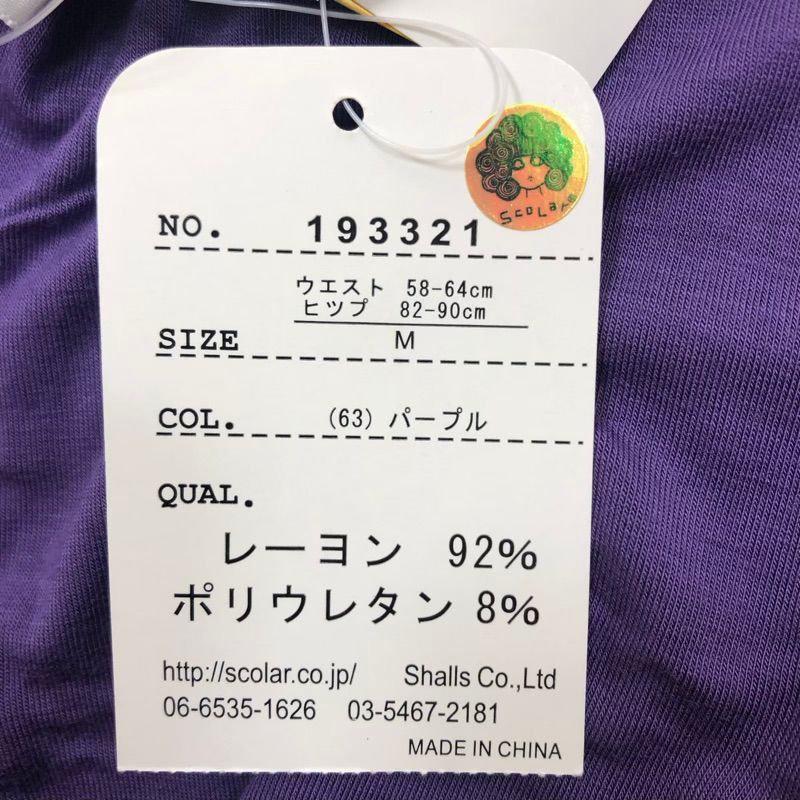 ScoLar
NO. 193321
ウエスト 58-64cm
ヒツプ 82-90cm
SIZE M
COL. (63) パープル
QUAL.
レーヨン 92%
ポリウレタン 8%
http://scolar.co.jp/ Shalls Co.,Ltd
06-6535-1626 03-5467-2181
MADE IN CHINA